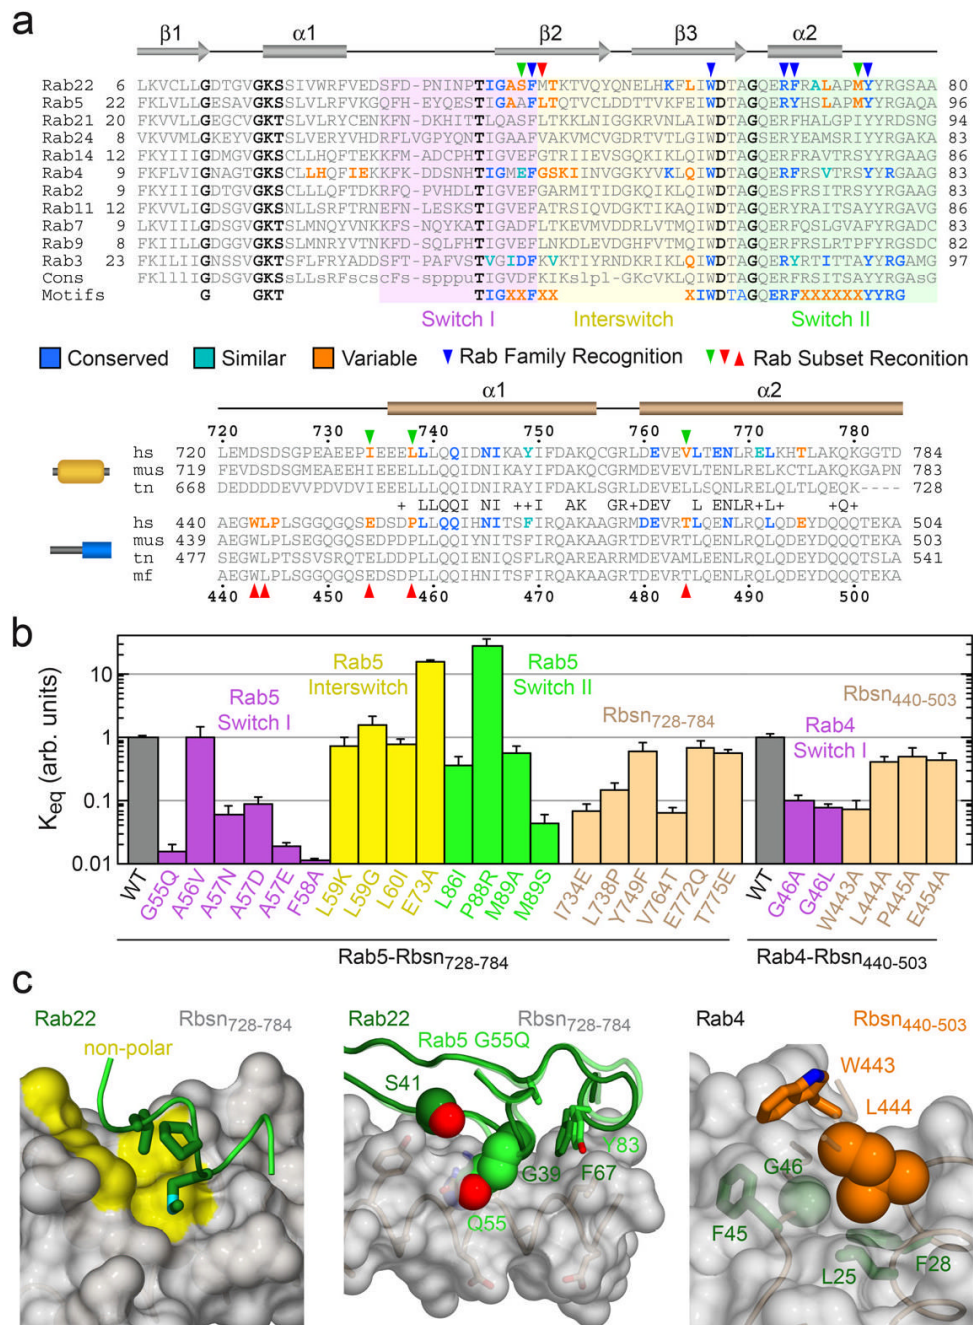 a
β1 α1 β2 β3 α2
Rab22 6 LKVCLLGDTGVGKSSIVWRFVEDSFD-PNINPTIGASFMTKTVQYQNELHKFLIWDTAGQERFRALAPMYYRGSAA 80
Rab5 22 FKLVLLGESAVGKSSLVLRFVKGQFHE-FQESTIGAAFLTQTVCLDDTTVKFEIWDTAGQERYHSLAPMYYRGAQA 96
Rab21 20 FKVVLLGEGCVGKTSLVLRYCENKFN-DKHITTLQASFLTKKLNIGGKRVNLAIWDTAGQERFHALGPIYYRDSNG 94
Rab24 8 VKVVMLGKEYVGKTSLVERYVHDRFLVGPYQNTIGAAFVAKVMCVGDRTVTLGIWDTAGSERYEAMSRIYYRGAKA 83
Rab14 12 FKYIIIGDMGVGKSCLLHQFTEKKFM-ADCPHTIGVEFGTRIIEVSGQKIKLQIWDTAGQERFRAVTRSYYRGAAG 86
Rab4 9 FKFLVIGNAGTGKSCLLHQFIEKKFK-DDSNHTIGMEFGSKIINVGGKYVKLQIWDTAGQERFRSVTRSYYRGAAG 83
Rab2 9 FKYIIIGDTGVGKSCLLLQFTDKRFQ-PVHDLTIGVEFGARMITIDGKQIKLQIWDTAGQESFRSITRSYYRGAAG 83
Rab11 12 FKVVLIGDSGVGKSNLLSRFTRNEFN-LESKSTIGVEFATRSIQVDGKTIKAQIWDTAGQERYRAITSAYYRGAVG 86
Rab7 9 FKVIILGDSGVGKTSLMNQYVNKKFS-NQYKATIGADFLTKEVMVDDRLVTMQIWDTAGQERFQSLGVAFYRGADC 83
Rab9 8 FKIILLGDGGVGKSSLMNRYVTNKFD-SQLFHTIGVEFLNKDLEVDGHFVTMQIWDTAGQERFRSLRTPFYRGSDC 82
Rab3 23 FKILIIGNSSVGKTSFLFRYADDSFT-PAFVSTVGIDFKVKTIYRNDKRIKLQIWDTAGQERYRTITTAYYRGAMG 97
Cons FKlllIGDSGVGKSsLLsRFscscFs-spppuTIGVDFKIKslpl-GKcvKLQIWDTAGQERFRSITSAYYRGAHG
Motifs G GKT TIGXXFXX XIWDTAGQERFXXXXXXYYRG
Switch I Interswitch Switch II
Conserved Similar Variable Rab Family Recognition Rab Subset Reconition
α1 α2
720 730 740 750 760 770 780
hs 720 LEMDSDSGPEAEEPIEEELLLQQIDNIKAYIFDAKQCGRLDEVEVLTENLRELKHTLAKQKGGTD 784
mus 719 783
tn 668 728
+ LLQQI NI ++I AK GR+DEV L ENLR+L+ +Q+
hs 440 AEGWLPLSGGQGQSEDSDPLLQQIHNITSFIRQAKAAGRMDEVRTLQENLRQLQDEYDQQQTEKA 504
mus 439 503
tn 477 541
mf AEGWLPLSGGQGQSEDSDPLLQQIHNITSFIRQAKAAGRTDEVRTLQENLRQLQDEYDQQQTEKA
440 450 460 470 480 490 500
b
Keq (arb. units)
10
1
0.1
0.01
Rab5 Switch I
Rab5 Interswitch
Rab5 Switch II
Rbsn728-784
Rab4 Switch I
Rbsn440-503
WT G55Q A56V A57N A57D A57E F58A L59K L59G L60I E73A L86I P88R M89A M89S I734E L738P Y749F V764T E772Q T775E WT G46A G46L W443A L444A P445A E454A
Rab5-Rbsn728-784
Rab4-Rbsn440-503
c
Rab22 Rbsn728-784
non-polar
Rab22 Rbsn728-784
Rab5 G55Q
S41
Y83
G39 F67
Q55
Rab4 Rbsn440-503
W443
L444
G46
F45
F28
L25